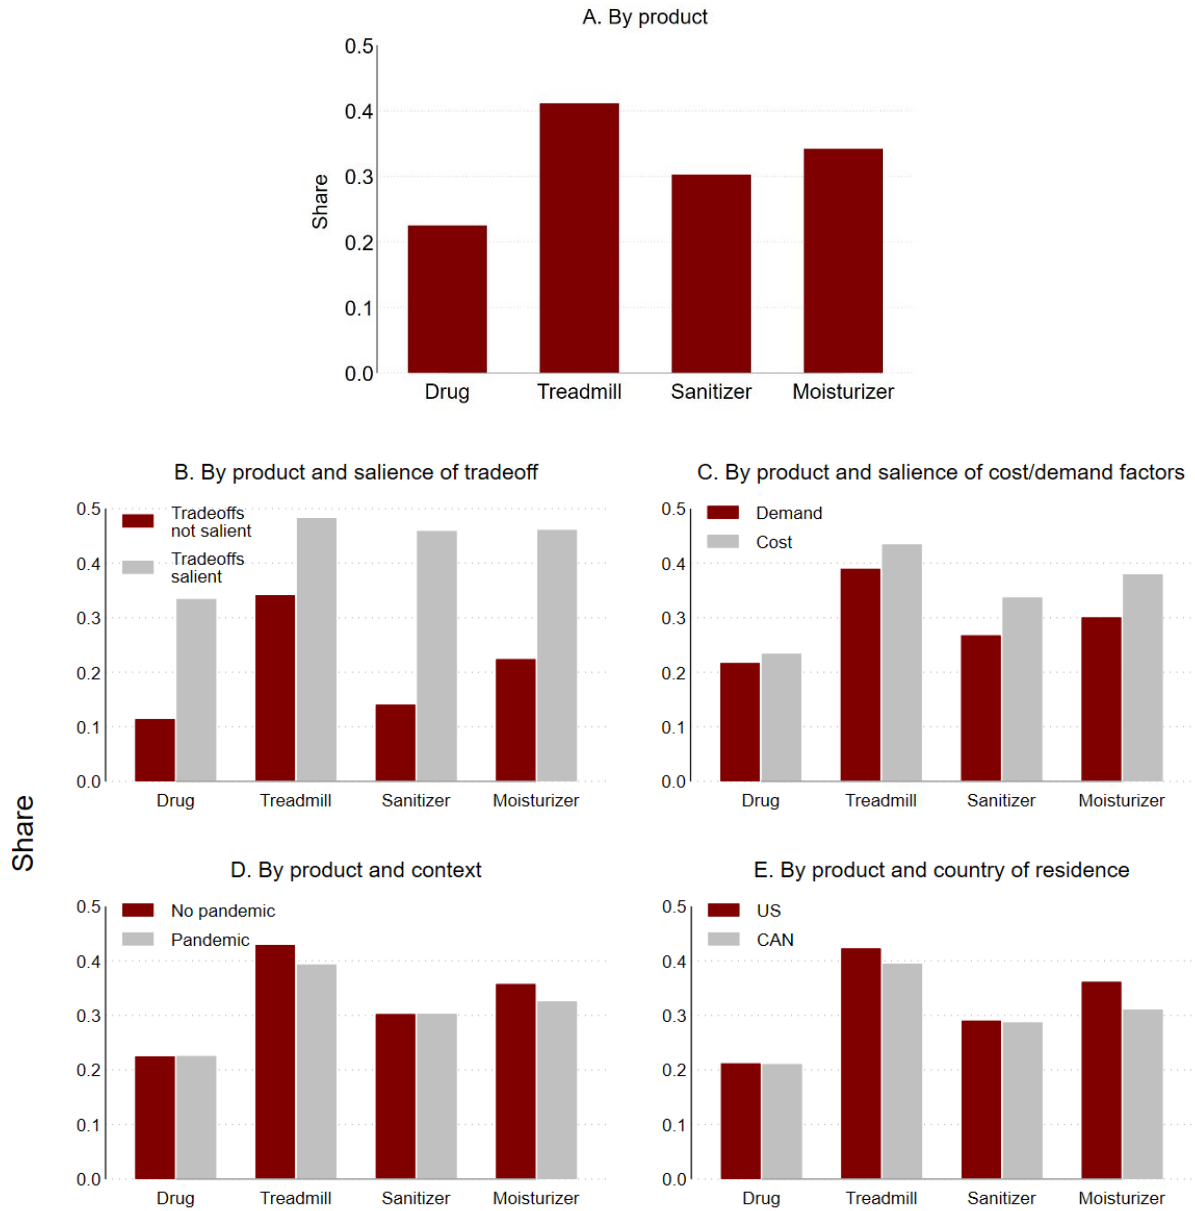 A. By product
0.5
0.4
0.3
0.2
0.1
0.0
Share
Drug Treadmill Sanitizer Moisturizer
B. By product and salience of tradeoff
0.5
0.4
0.3
0.2
0.1
0.0
Tradeoffs
not salient
Tradeoffs
salient
Drug Treadmill Sanitizer Moisturizer
C. By product and salience of cost/demand factors
0.5
0.4
0.3
0.2
0.1
0.0
Demand
Cost
Drug Treadmill Sanitizer Moisturizer
Share
D. By product and context
0.5
0.4
0.3
0.2
0.1
0.0
No pandemic
Pandemic
Drug Treadmill Sanitizer Moisturizer
E. By product and country of residence
0.5
0.4
0.3
0.2
0.1
0.0
US
CAN
Drug Treadmill Sanitizer Moisturizer